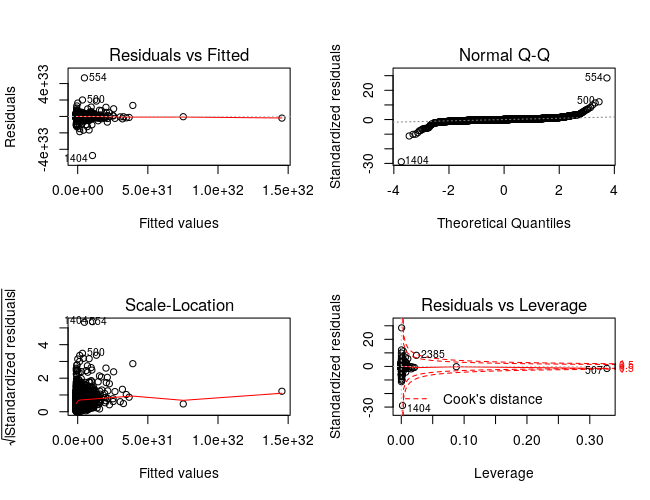 Residuals vs Fitted
Residuals
4e+33
-4e+33
554
500
1404
0.0e+00 5.0e+31 1.0e+32 1.5e+32
Fitted values
Normal Q-Q
Standardized residuals
20
0
-30
554
500
1404
-4 -2 0 2 4
Theoretical Quantiles
Scale-Location
√|Standardized residuals|
4
2
0
1404
554
500
0.0e+00 5.0e+31 1.0e+32 1.5e+32
Fitted values
Residuals vs Leverage
Standardized residuals
20
0
-30
2385
507
1404
Cook's distance
0.5
0.00 0.10 0.20 0.30
Leverage